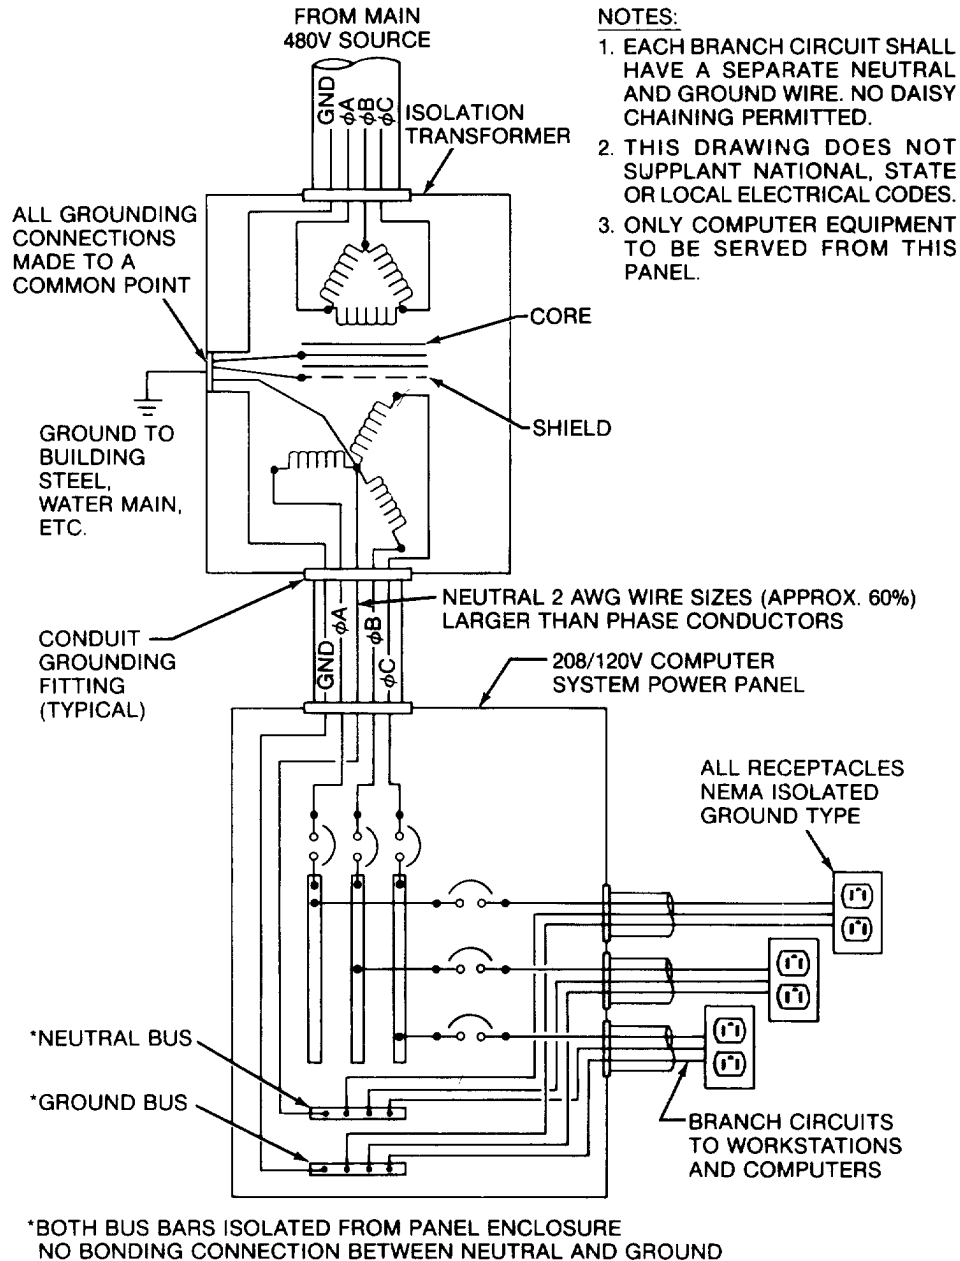 FROM MAIN
480V SOURCE
NOTES:
1. EACH BRANCH CIRCUIT SHALL
HAVE A SEPARATE NEUTRAL
AND GROUND WIRE. NO DAISY
CHAINING PERMITTED.
2. THIS DRAWING DOES NOT
SUPPLANT NATIONAL, STATE
OR LOCAL ELECTRICAL CODES.
3. ONLY COMPUTER EQUIPMENT
TO BE SERVED FROM THIS
PANEL.
GND
ϕA
ϕB
ϕC
ISOLATION
TRANSFORMER
ALL GROUNDING
CONNECTIONS
MADE TO A
COMMON POINT
CORE
SHIELD
GROUND TO
BUILDING
STEEL,
WATER MAIN,
ETC.
NEUTRAL 2 AWG WIRE SIZES (APPROX. 60%)
LARGER THAN PHASE CONDUCTORS
CONDUIT
GROUNDING
FITTING
(TYPICAL)
GND
ϕA
ϕB
ϕC
208/120V COMPUTER
SYSTEM POWER PANEL
ALL RECEPTACLES
NEMA ISOLATED
GROUND TYPE
*NEUTRAL BUS
*GROUND BUS
BRANCH CIRCUITS
TO WORKSTATIONS
AND COMPUTERS
*BOTH BUS BARS ISOLATED FROM PANEL ENCLOSURE
NO BONDING CONNECTION BETWEEN NEUTRAL AND GROUND